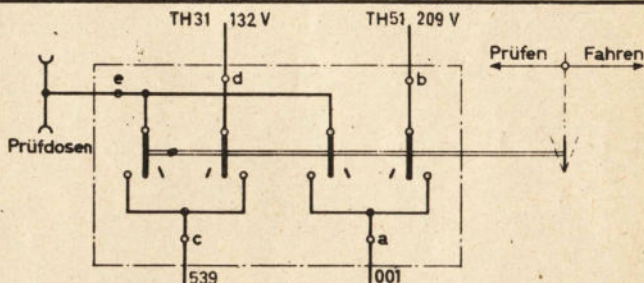 TH31 132 V
TH51 209 V
Prüfen Fahren
e
d
b
Prüfdosen
c
a
539
001